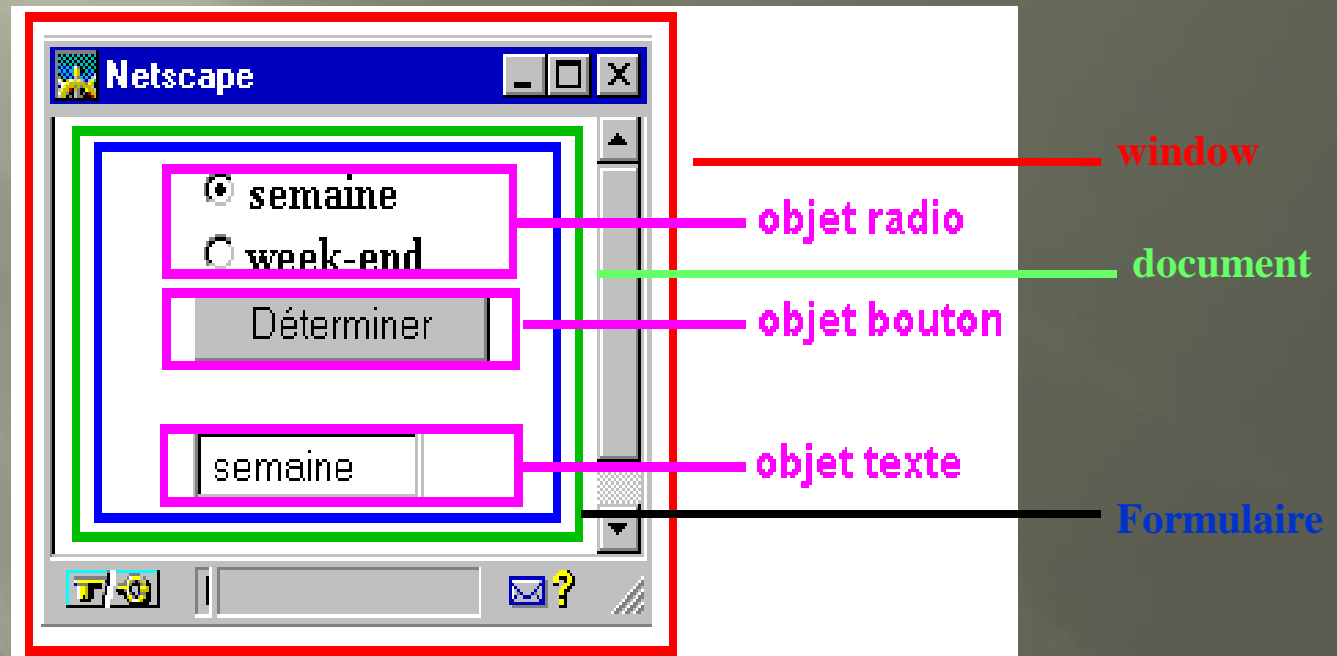 Netscape
window
semaine
objet radio
week-end
document
Déterminer
objet bouton
semaine
objet texte
Formulaire
?